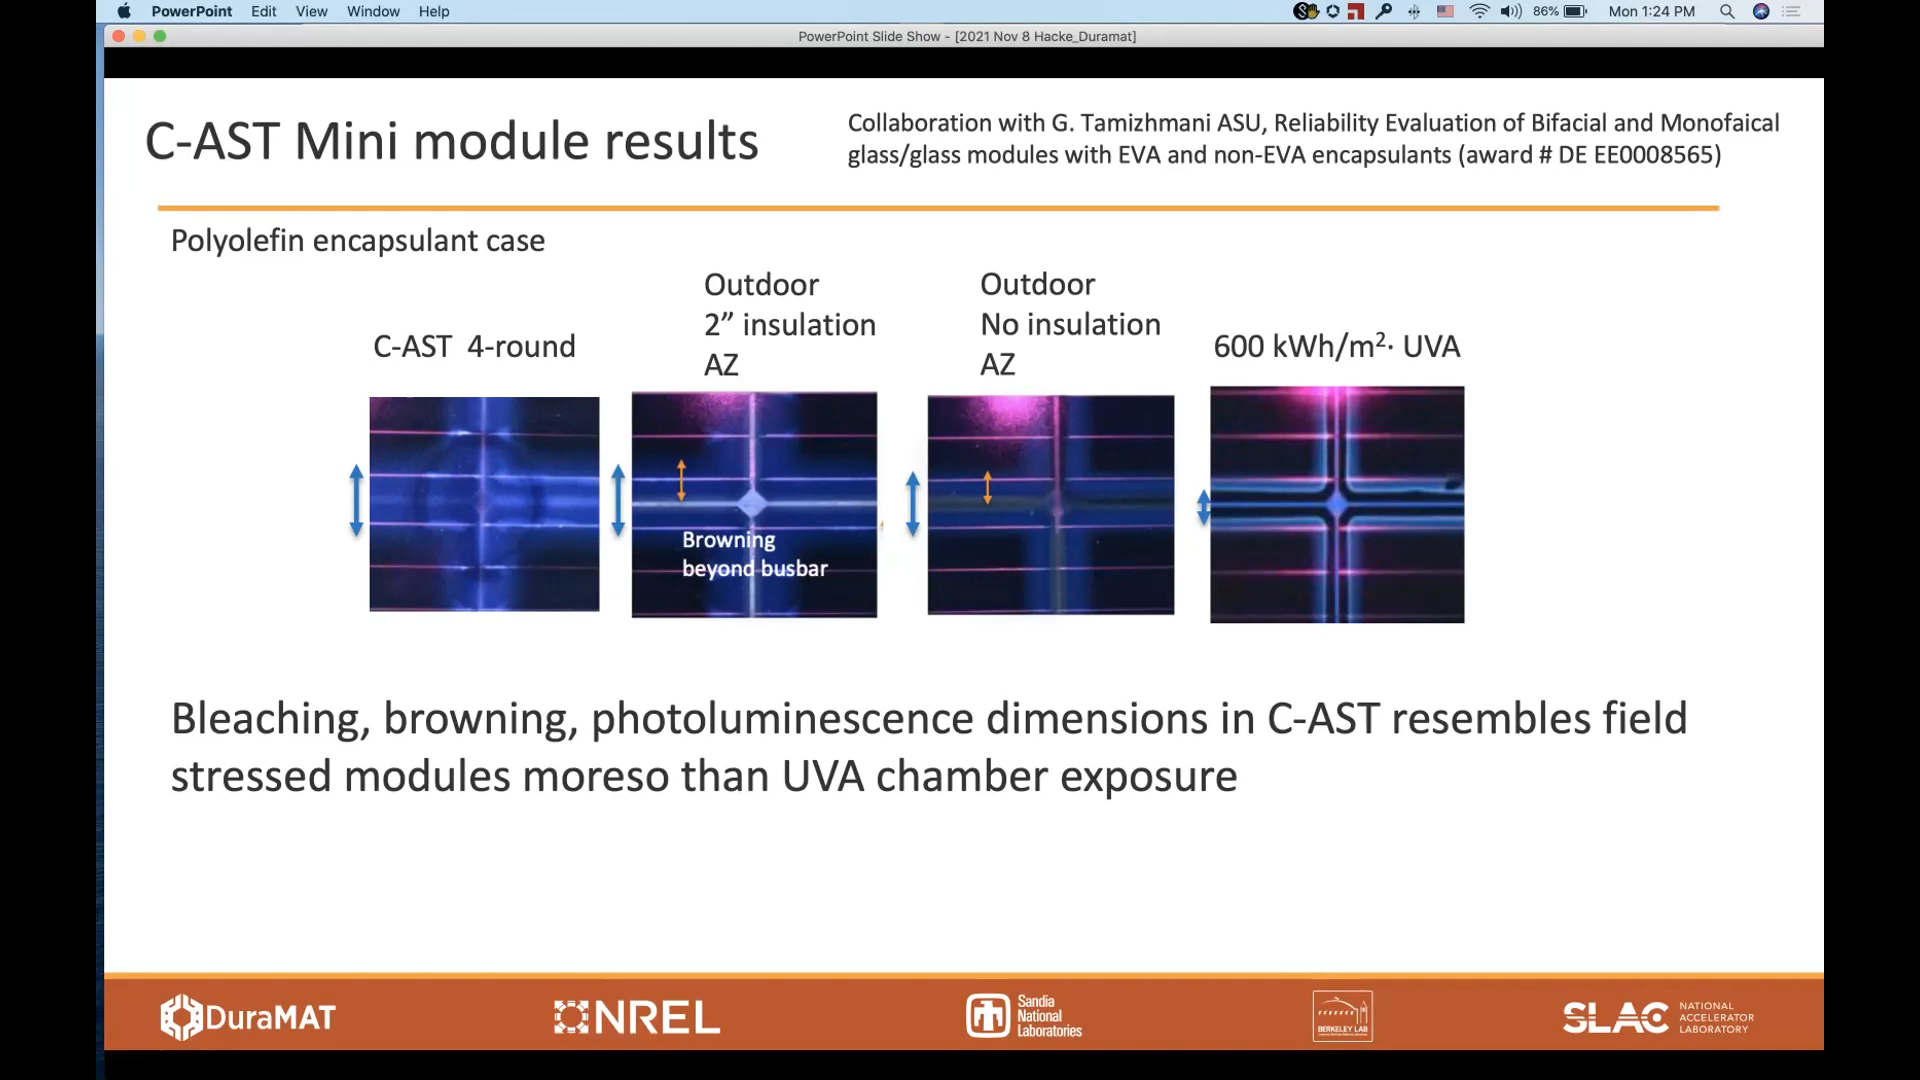 PowerPoint Edit View Window Help
86% Mon 1:24 PM
PowerPoint Slide Show - [2021 Nov 8 Hacke_Duramat]
C-AST Mini module results
Collaboration with G. Tamizhmani ASU, Reliability Evaluation of Bifacial and Monofaical
glass/glass modules with EVA and non-EVA encapsulants (award # DE EE0008565)
Polyolefin encapsulant case
C-AST 4-round
Outdoor
2” insulation
AZ
Outdoor
No insulation
AZ
600 kWh/m²· UVA
Browning
beyond busbar
Bleaching, browning, photoluminescence dimensions in C-AST resembles field
stressed modules moreso than UVA chamber exposure
DuraMAT
NREL
Sandia
National
Laboratories
BERKELEY LAB
SLAC
NATIONAL
ACCELERATOR
LABORATORY